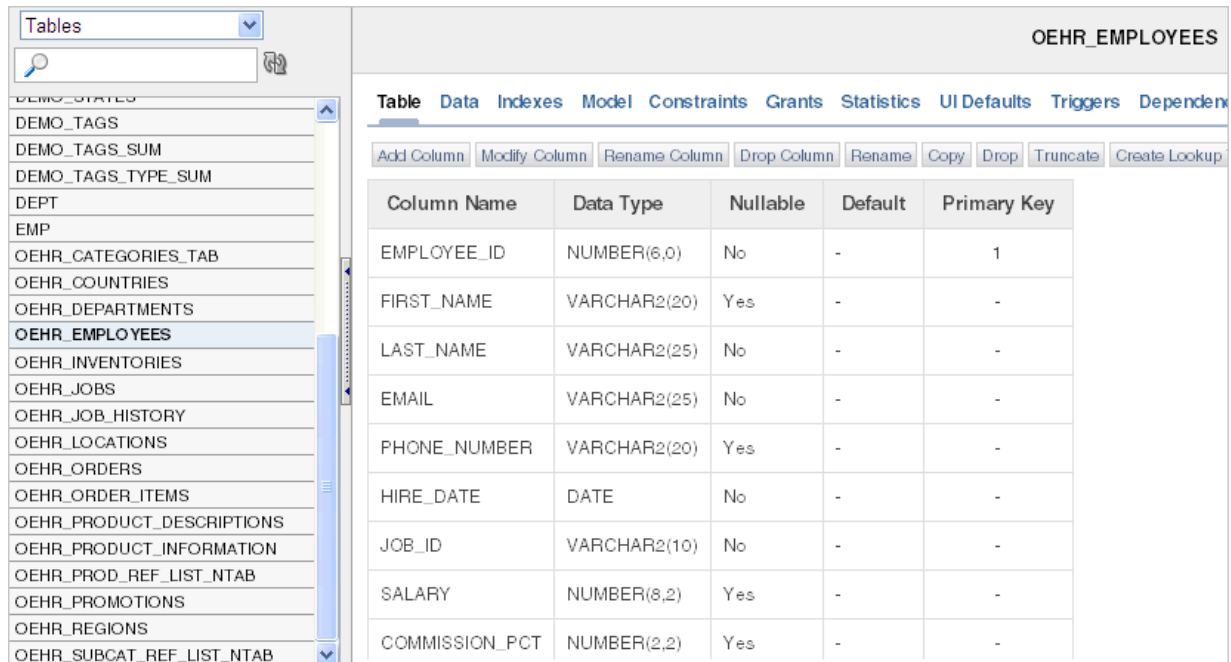 Tables
DEMO_STATES
DEMO_TAGS
DEMO_TAGS_SUM
DEMO_TAGS_TYPE_SUM
DEPT
EMP
OEHR_CATEGORIES_TAB
OEHR_COUNTRIES
OEHR_DEPARTMENTS
OEHR_EMPLOYEES
OEHR_INVENTORIES
OEHR_JOBS
OEHR_JOB_HISTORY
OEHR_LOCATIONS
OEHR_ORDERS
OEHR_ORDER_ITEMS
OEHR_PRODUCT_DESCRIPTIONS
OEHR_PRODUCT_INFORMATION
OEHR_PROD_REF_LIST_NTAB
OEHR_PROMOTIONS
OEHR_REGIONS
OEHR_SUBCAT_REF_LIST_NTAB
OEHR_EMPLOYEES
Table Data Indexes Model Constraints Grants Statistics UI Defaults Triggers
Add Column Modify Column Rename Column Drop Column Rename Copy Drop Truncate Create Lookup
Column Name Data Type Nullable Default Primary Key
EMPLOYEE_ID NUMBER(6,0) No - 1
FIRST_NAME VARCHAR2(20) Yes - -
LAST_NAME VARCHAR2(25) No - -
EMAIL VARCHAR2(25) No - -
PHONE_NUMBER VARCHAR2(20) Yes - -
HIRE_DATE DATE No - -
JOB_ID VARCHAR2(10) No - -
SALARY NUMBER(8,2) Yes - -
COMMISSION_PCT NUMBER(2,2) Yes - -